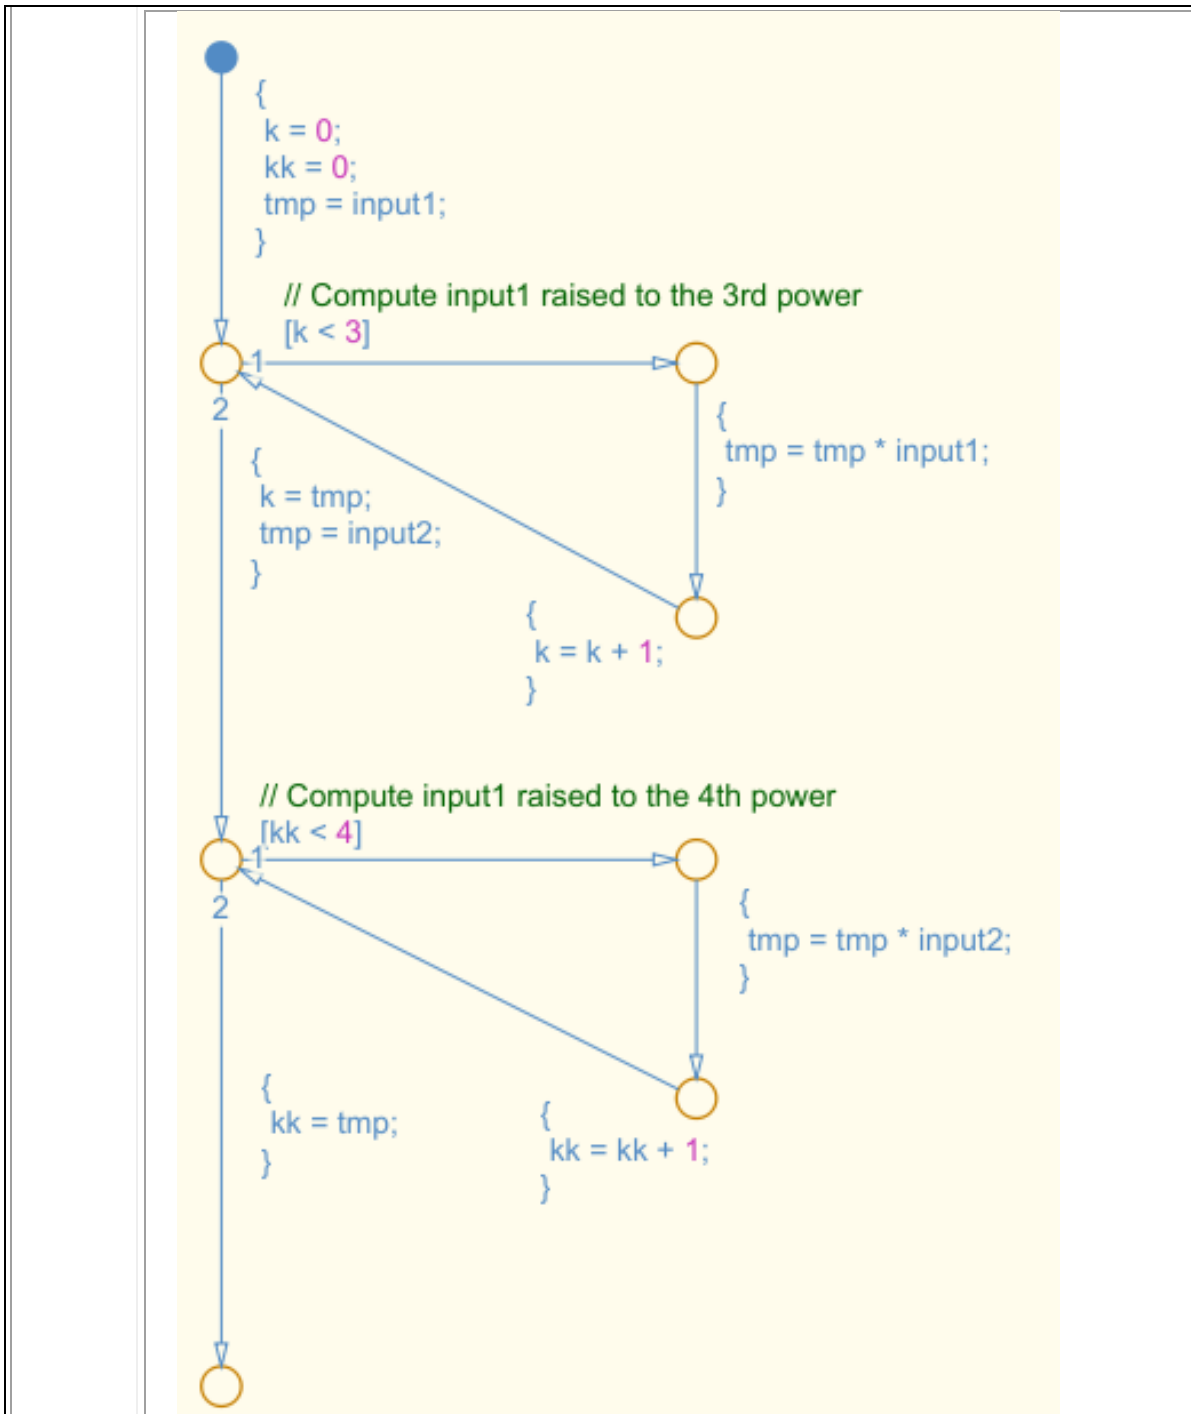 {
k = 0;
kk = 0;
tmp = input1;
}
// Compute input1 raised to the 3rd power
[k < 3]
1
2
{
tmp = tmp * input1;
}
{
k = tmp;
tmp = input2;
}
{
k = k + 1;
}
// Compute input1 raised to the 4th power
[kk < 4]
1
2
{
tmp = tmp * input2;
}
{
kk = tmp;
}
{
kk = kk + 1;
}